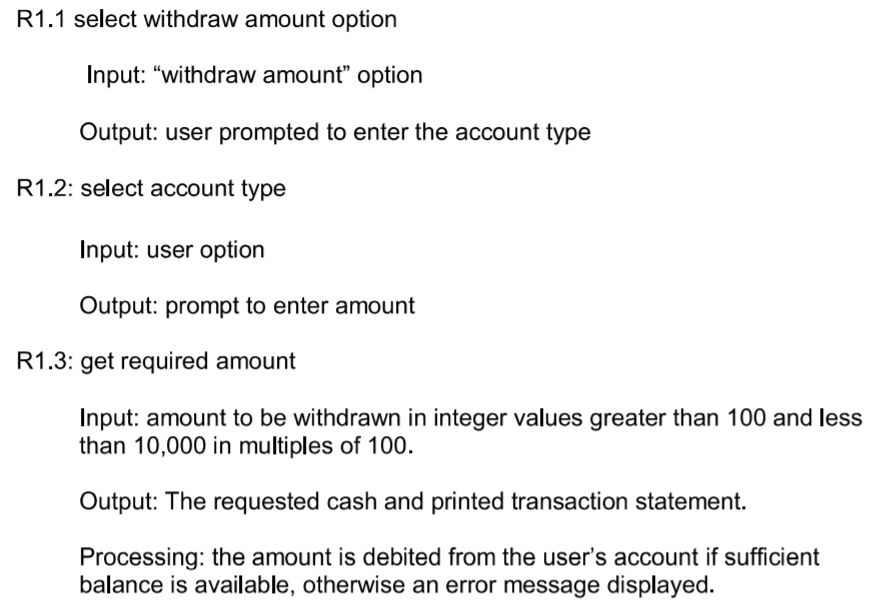 R1.1 select withdraw amount option
Input: “withdraw amount” option
Output: user prompted to enter the account type
R1.2: select account type
Input: user option
Output: prompt to enter amount
R1.3: get required amount
Input: amount to be withdrawn in integer values greater than 100 and less
than 10,000 in multiples of 100.
Output: The requested cash and printed transaction statement.
Processing: the amount is debited from the user’s account if sufficient
balance is available, otherwise an error message displayed.